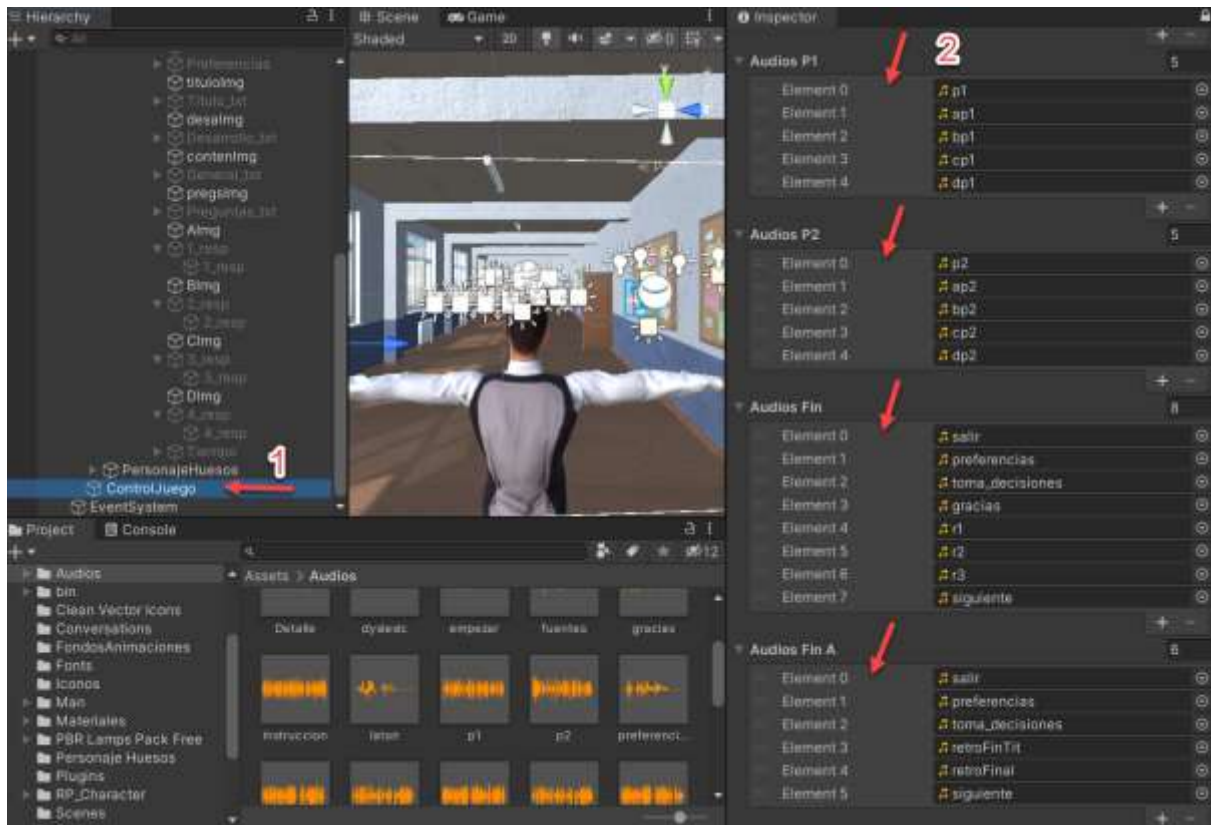 Hierarchy
All
Preferencias
tituloImg
Titulo_txt
desaImg
Desarrollo_txt
contenImg
General_txt
pregsImg
Preguntas_txt
AImg
1_resp
1_resp
BImg
2_resp
2_resp
CImg
3_resp
3_resp
DImg
4_resp
4_resp
PersonajeHuesos
1
ControlJuego
EventSystem
Scene
Game
Shaded
2D
0
Inspector
2
Audios P1
5
Element 0
p1
Element 1
ap1
Element 2
bp1
Element 3
cp1
Element 4
dp1
Audios P2
5
Element 0
p2
Element 1
ap2
Element 2
bp2
Element 3
cp2
Element 4
dp2
Audios Fin
8
Element 0
salir
Element 1
preferencias
Element 2
toma_decisiones
Element 3
gracias
Element 4
r1
Element 5
r2
Element 6
r3
Element 7
siguiente
Audios Fin A
6
Element 0
salir
Element 1
preferencias
Element 2
toma_decisiones
Element 3
retroFinTit
Element 4
retroFinal
Element 5
siguiente
Project
Console
12
Audios
bin
Clean Vector Icons
Conversations
FondosAnimaciones
Fonts
Iconos
Man
Materiales
PBR Lamps Pack Free
Personaje Huesos
Plugins
RP_Character
Scenes
Assets > Audios
Detalle
dyslexic
empezar
fuentes
gracias
instruccion
leton
p1
p2
preferenci...